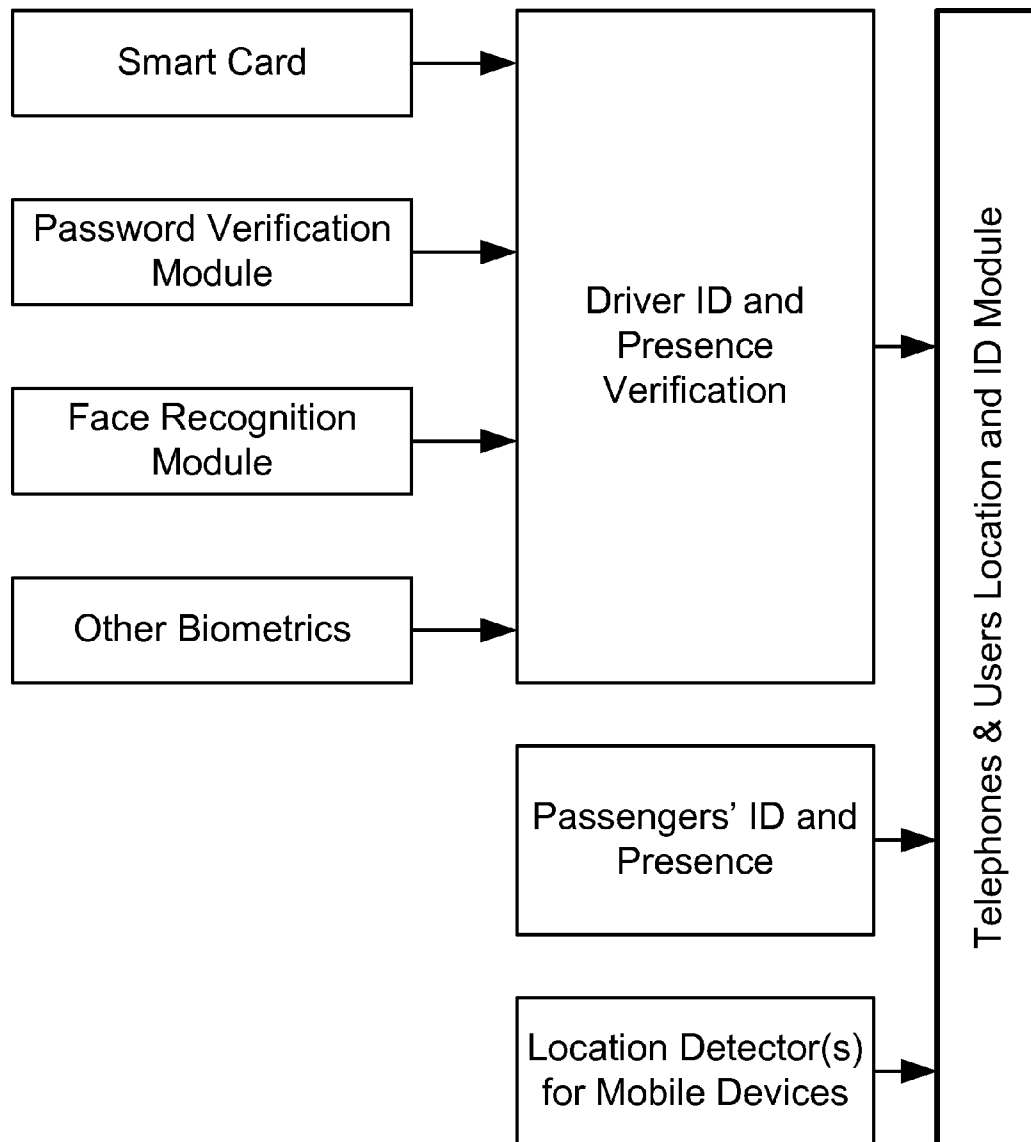 Smart Card
Password Verification
Module
Face Recognition
Module
Other Biometrics
Driver ID and
Presence
Verification
Passengers’ ID and
Presence
Location Detector(s)
for Mobile Devices
Telephones & Users Location and ID Module